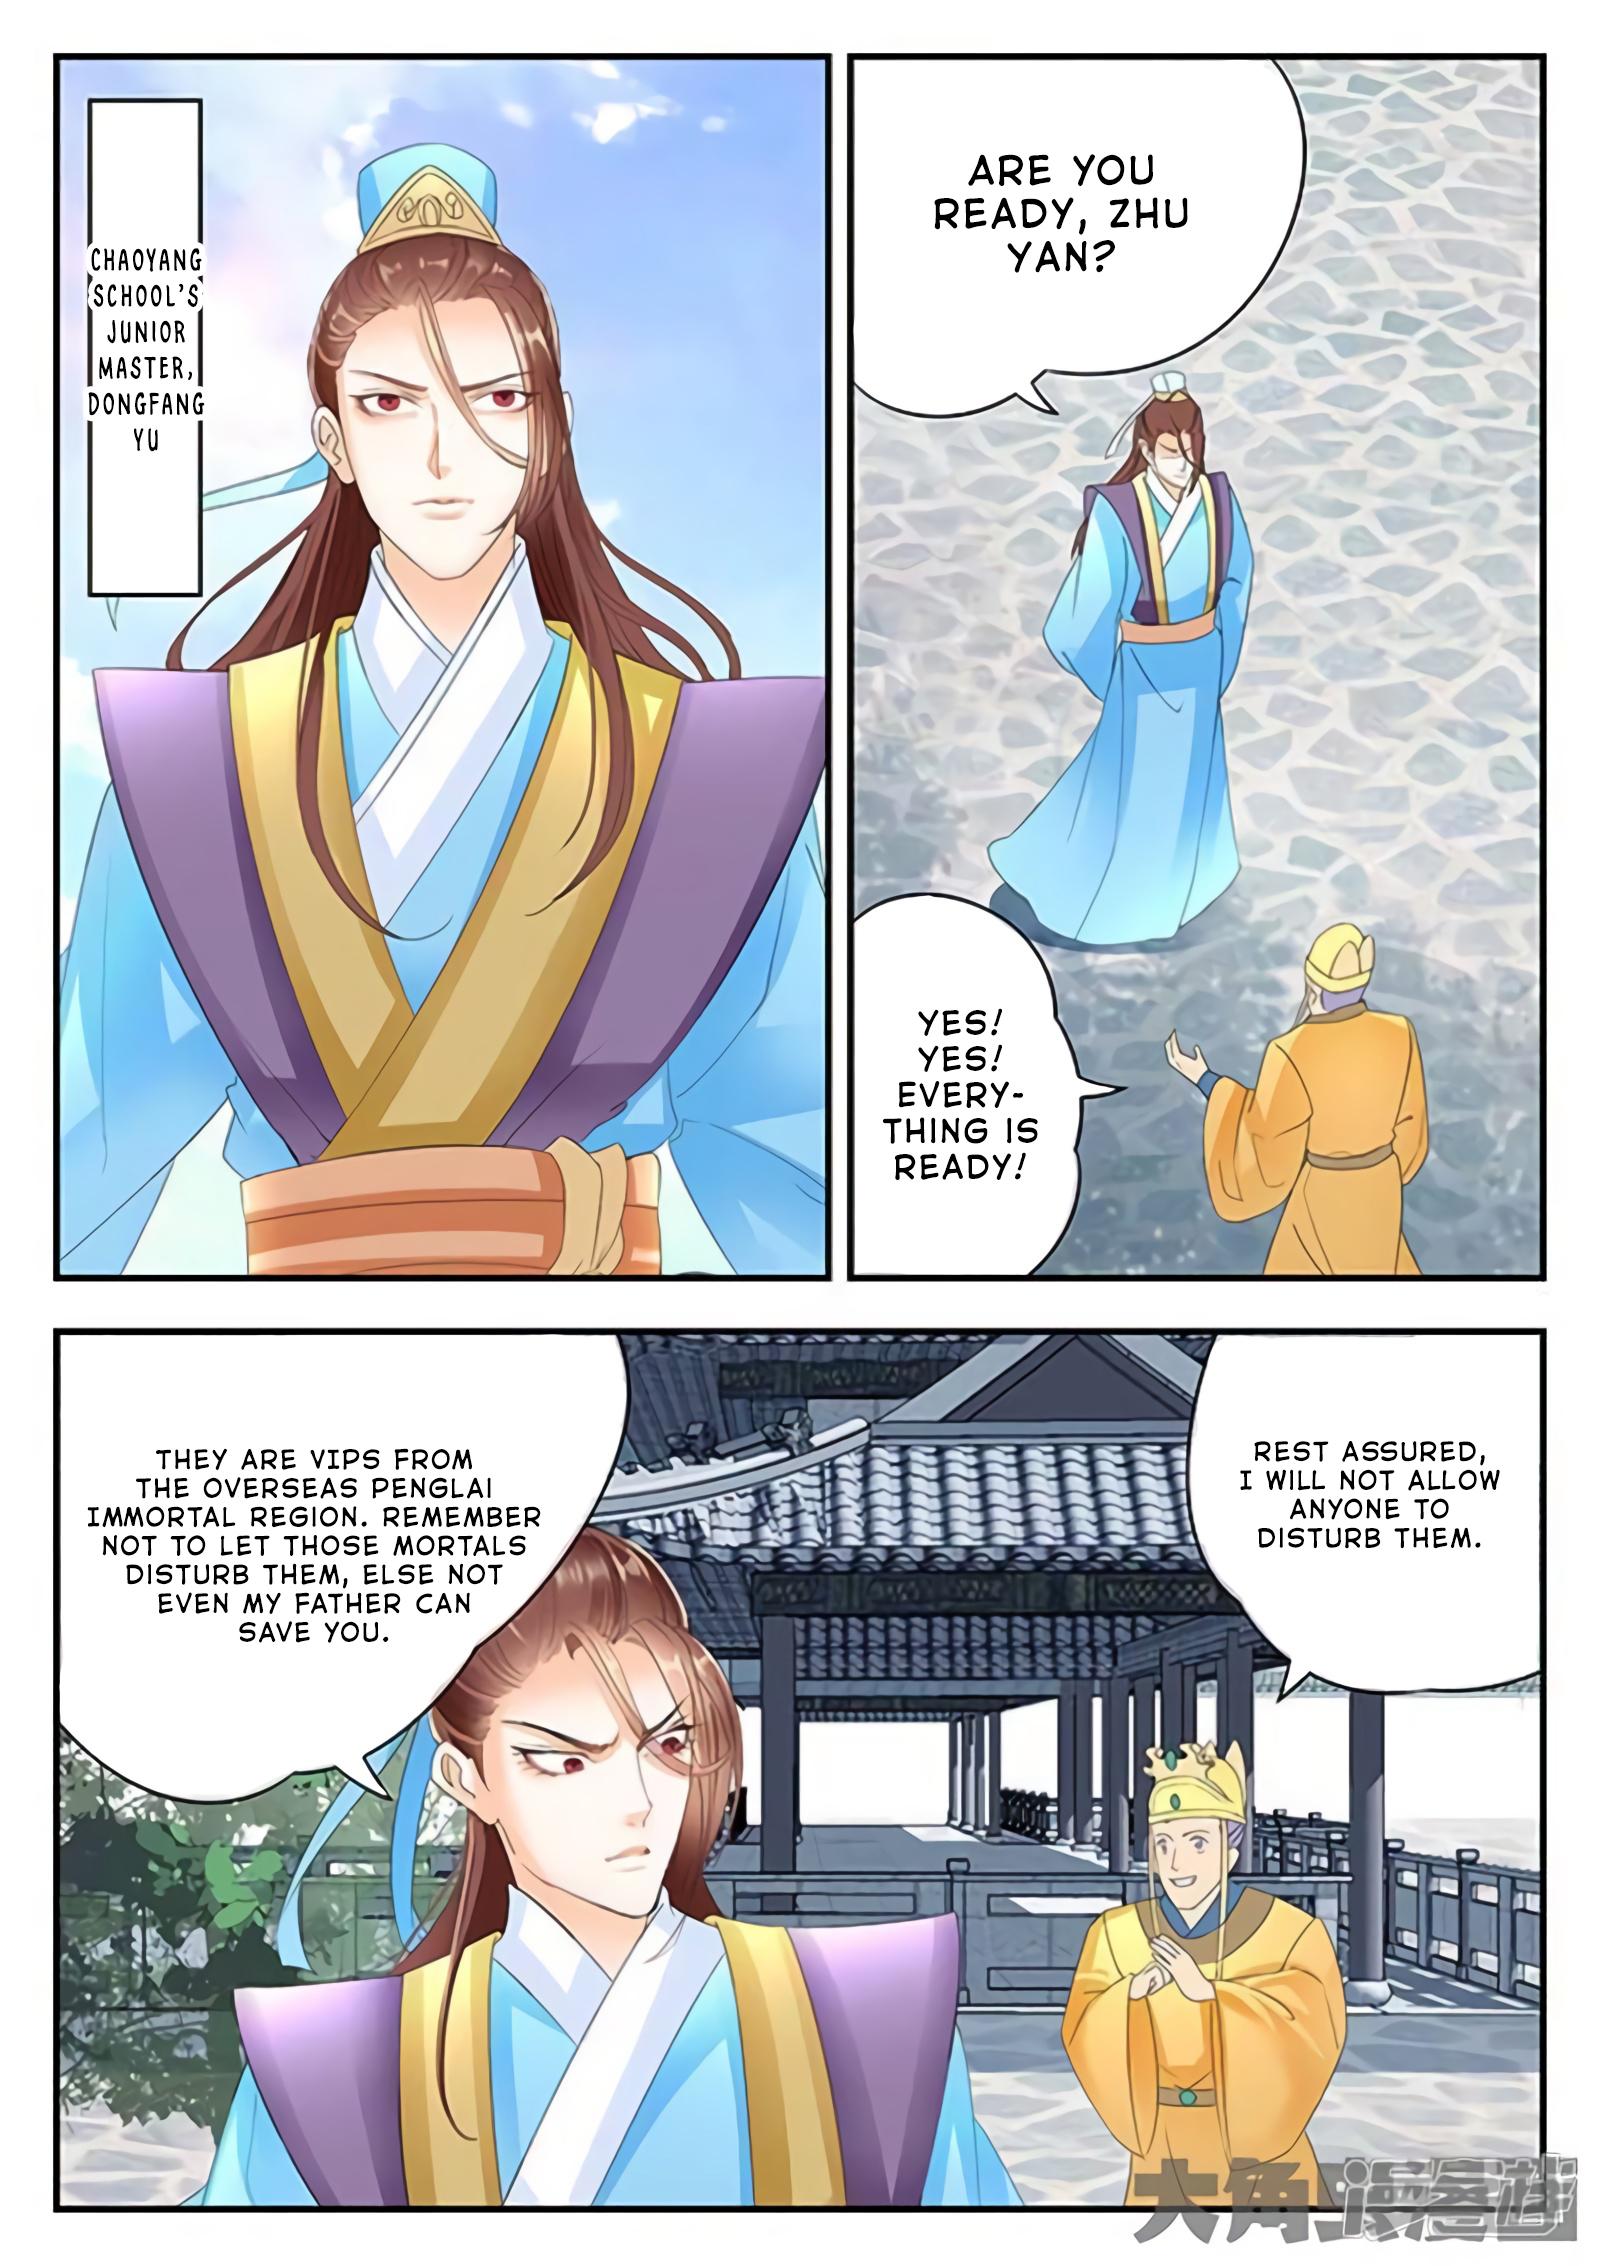 CHAOYANG
SCHOOL'S
JUNIOR
MASTER,
DONGFANG
YU
ARE YOU
READY, ZHU
YAN?
YES!
YES!
EVERY-
THING IS
READY!
THEY ARE VIPS FROM
THE OVERSEAS PENGLAI
IMMORTAL REGION. REMEMBER
NOT TO LET THOSE MORTALS
DISTURB THEM, ELSE NOT
EVEN MY FATHER CAN
SAVE YOU.
REST ASSURED,
I WILL NOT ALLOW
ANYONE TO
DISTURB THEM.
大角